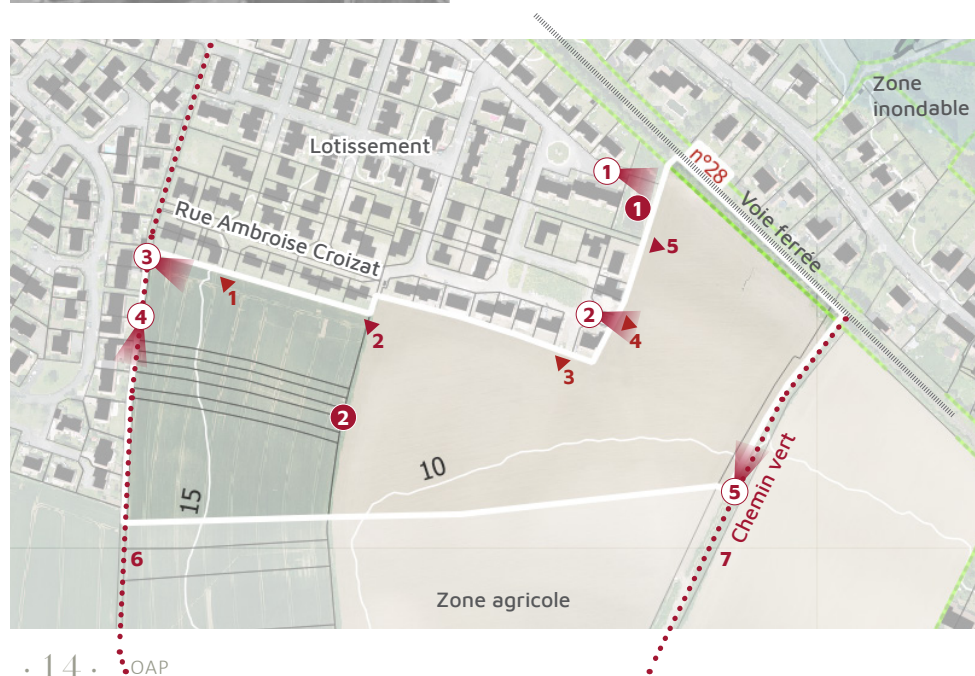 Zone
inondable
Lotissement
n°28
1
1
Voie ferrée
Rue Ambroise Croizat
5
3
1
4
2
2
4
3
2
10
15
5
Chemin vert
6
7
Zone agricole
· 14 · OAP